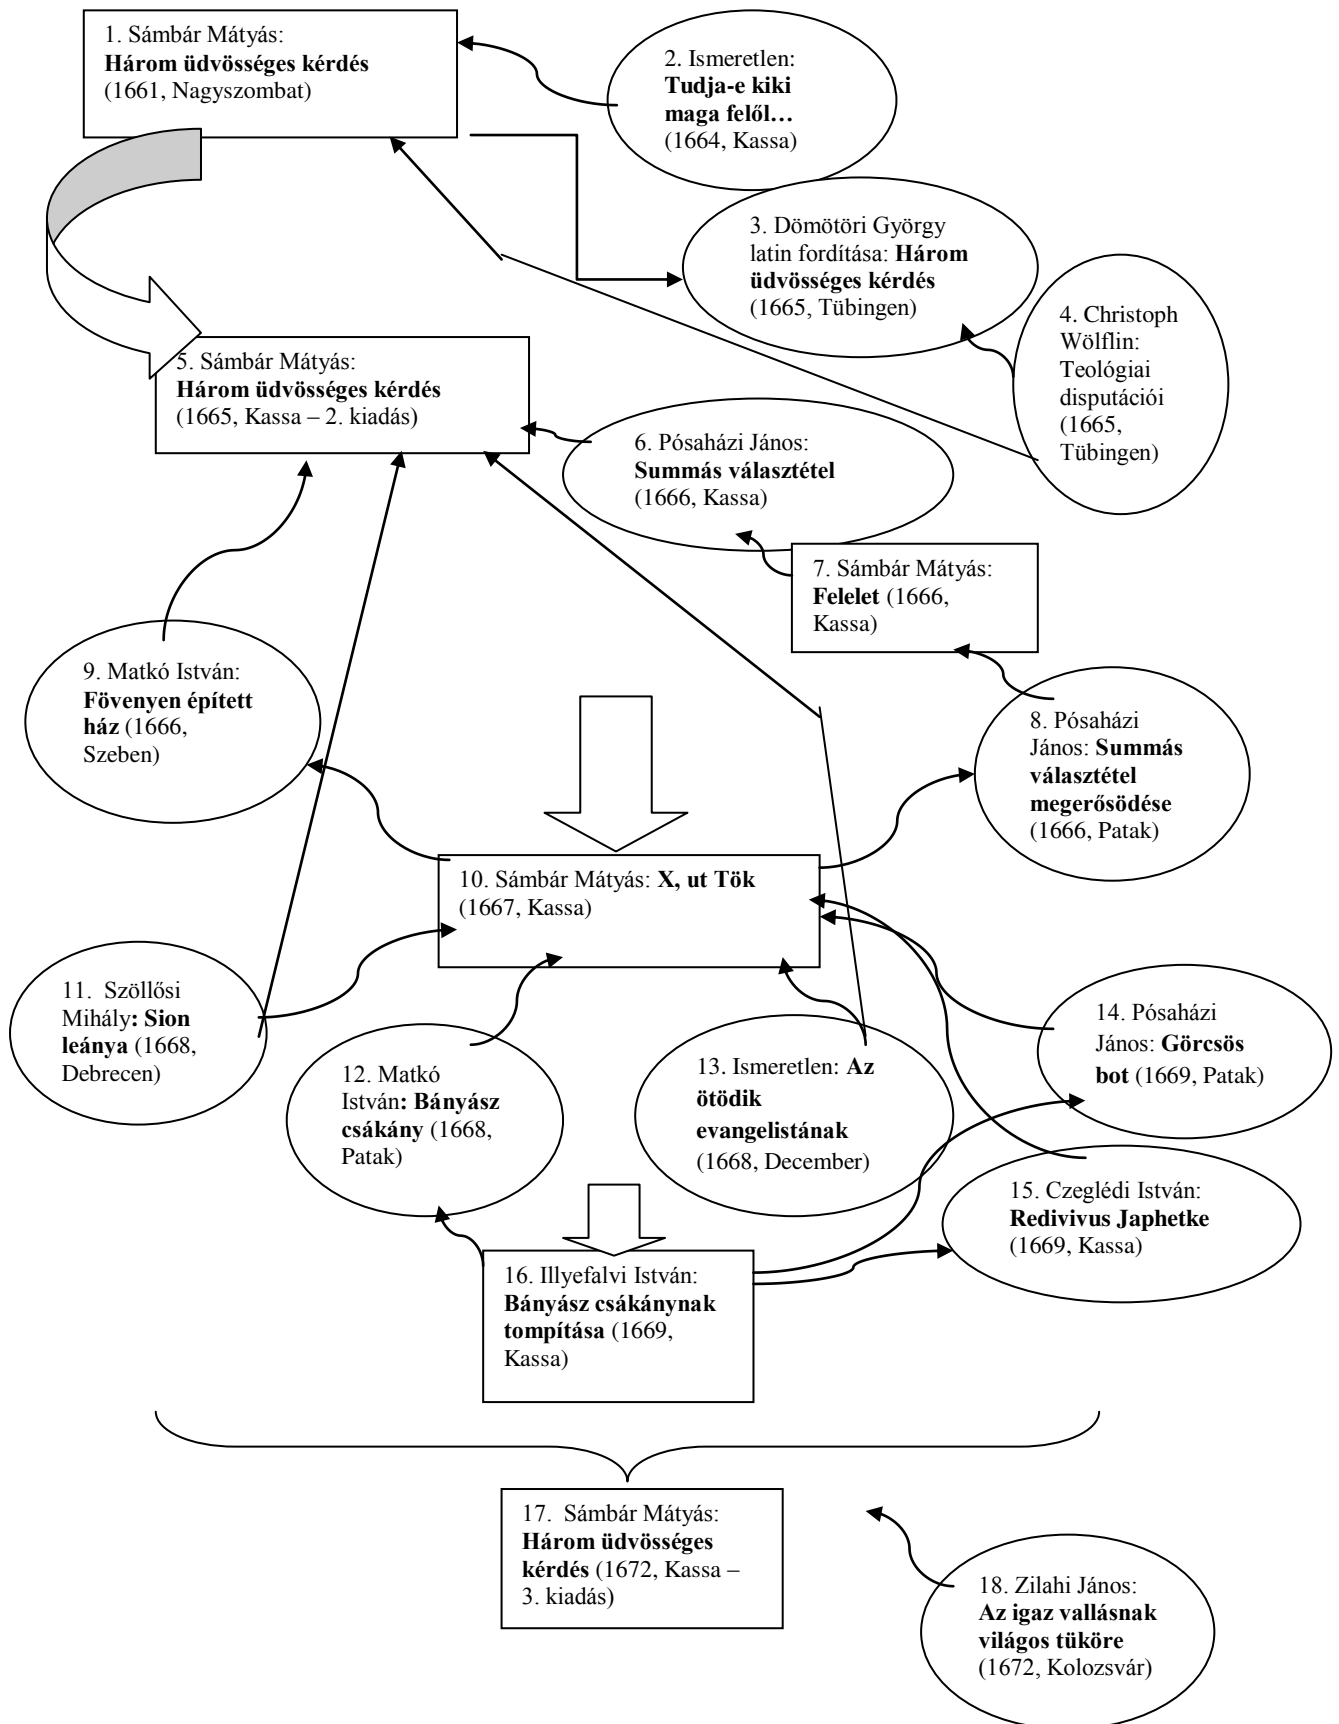 1. Sámbár Mátyás:
Három üdvösséges kérdés
(1661, Nagyszombat)
2. Ismeretlen:
Tudja-e kiki
maga felől…
(1664, Kassa)
3. Dömötöri György
latin fordítása: Három
üdvösséges kérdés
(1665, Tübingen)
4. Christoph
Wölflin:
Teológiai
disputációi
(1665,
Tübingen)
5. Sámbár Mátyás:
Három üdvösséges kérdés
(1665, Kassa – 2. kiadás)
6. Pósaházi János:
Summás választétel
(1666, Kassa)
7. Sámbár Mátyás:
Felelet (1666,
Kassa)
8. Pósaházi
János: Summás
választétel
megerősödése
(1666, Patak)
9. Matkó István:
Fövenyen épített
ház (1666,
Szeben)
10. Sámbár Mátyás: X, ut Tök
(1667, Kassa)
11. Szöllősi
Mihály: Sion
leánya (1668,
Debrecen)
12. Matkó
István: Bányász
csákány (1668,
Patak)
13. Ismeretlen: Az
ötödik
evangelistának
(1668, December)
14. Pósaházi
János: Görcsös
bot (1669, Patak)
15. Czeglédi István:
Redivivus Japhetke
(1669, Kassa)
16. Illyefalvi István:
Bányász csákánynak
tompítása (1669,
Kassa)
17. Sámbár Mátyás:
Három üdvösséges
kérdés (1672, Kassa –
3. kiadás)
18. Zilahi János:
Az igaz vallásnak
világos tüköre
(1672, Kolozsvár)